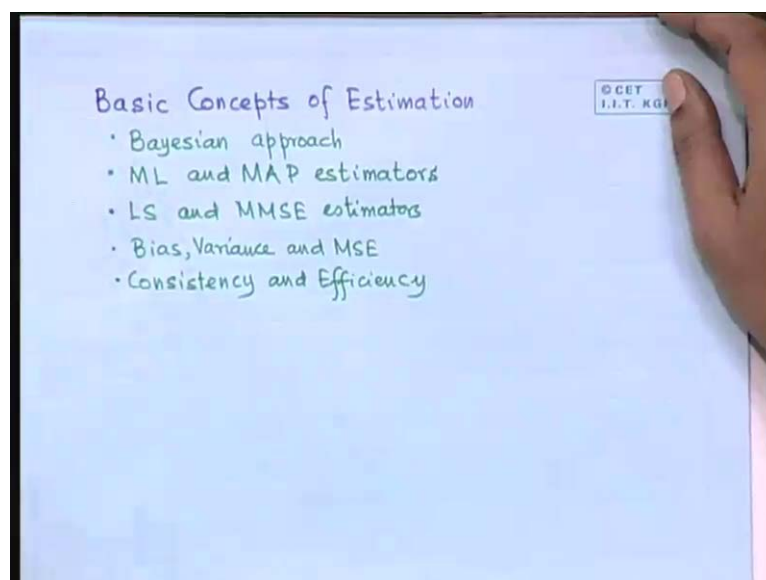 Basic Concepts of Estimation
©CET
I.I.T. KGP
· Bayesian approach
· ML and MAP estimators
· LS and MMSE estimators
· Bias, Variance and MSE
· Consistency and Efficiency